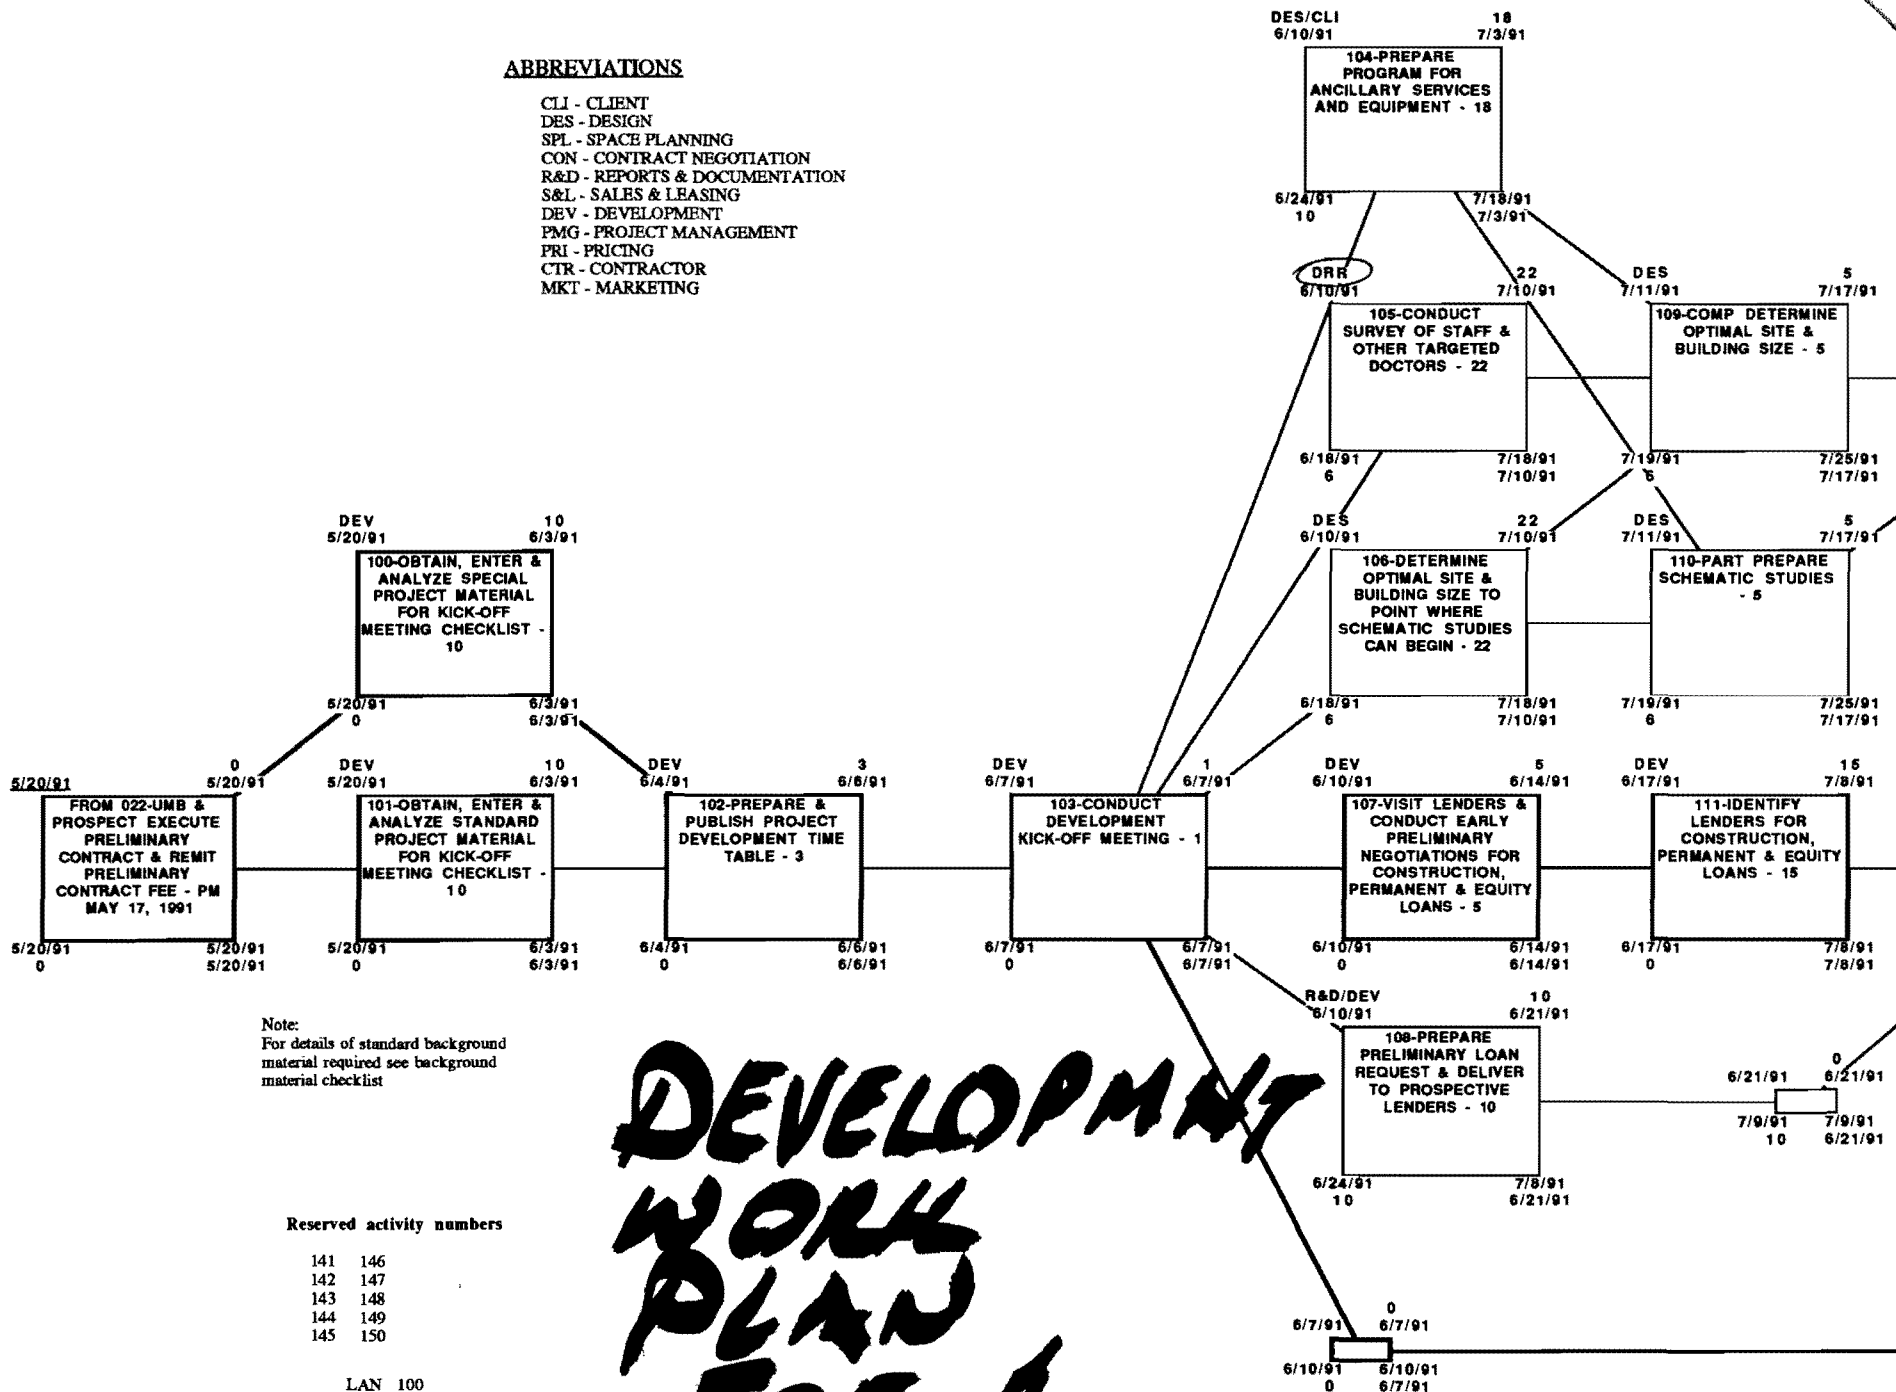 ABBREVIATIONS
CLI - CLIENT
DES - DESIGN
SPL - SPACE PLANNING
CON - CONTRACT NEGOTIATION
R&D - REPORTS & DOCUMENTATION
S&L - SALES & LEASING
DEV - DEVELOPMENT
PMG - PROJECT MANAGEMENT
PRI - PRICING
CTR - CONTRACTOR
MKT - MARKETING
DES/CLI 18
6/10/91 7/3/91
104-PREPARE
PROGRAM FOR
ANCILLARY SERVICES
AND EQUIPMENT - 18
6/24/91 7/18/91
10 7/3/91
DRR 22
6/10/91 7/10/91
105-CONDUCT
SURVEY OF STAFF &
OTHER TARGETED
DOCTORS - 22
6/18/91 7/18/91
6 7/10/91
DES 5
7/11/91 7/17/91
109-COMP DETERMINE
OPTIMAL SITE &
BUILDING SIZE - 5
7/19/91 7/25/91
6 7/17/91
DEV 10
5/20/91 6/3/91
100-OBTAIN, ENTER &
ANALYZE SPECIAL
PROJECT MATERIAL
FOR KICK-OFF
MEETING CHECKLIST -
10
5/20/91 6/3/91
0 6/3/91
DES 22
6/10/91 7/10/91
106-DETERMINE
OPTIMAL SITE &
BUILDING SIZE TO
POINT WHERE
SCHEMATIC STUDIES
CAN BEGIN - 22
6/18/91 7/18/91
6 7/10/91
DES 5
7/11/91 7/17/91
110-PART PREPARE
SCHEMATIC STUDIES
- 5
7/19/91 7/25/91
6 7/17/91
0
5/20/91 5/20/91
FROM 022-UMB &
PROSPECT EXECUTE
PRELIMINARY
CONTRACT & REMIT
PRELIMINARY
CONTRACT FEE - PM
MAY 17, 1991
5/20/91 5/20/91
0 5/20/91
DEV 10
5/20/91 6/3/91
101-OBTAIN, ENTER &
ANALYZE STANDARD
PROJECT MATERIAL
FOR KICK-OFF
MEETING CHECKLIST -
10
5/20/91 6/3/91
0 6/3/91
DEV 3
6/4/91 6/6/91
102-PREPARE &
PUBLISH PROJECT
DEVELOPMENT TIME
TABLE - 3
6/4/91 6/6/91
0 6/6/91
DEV 1
6/7/91 6/7/91
103-CONDUCT
DEVELOPMENT
KICK-OFF MEETING - 1
6/7/91 6/7/91
0 6/7/91
DEV 5
6/10/91 6/14/91
107-VISIT LENDERS &
CONDUCT EARLY
PRELIMINARY
NEGOTIATIONS FOR
CONSTRUCTION,
PERMANENT & EQUITY
LOANS - 5
6/10/91 6/14/91
0 6/14/91
DEV 15
6/17/91 7/8/91
111-IDENTIFY
LENDERS FOR
CONSTRUCTION,
PERMANENT & EQUITY
LOANS - 15
6/17/91 7/8/91
0 7/8/91
Note:
For details of standard background
material required see background
material checklist
R&D/DEV 10
6/10/91 6/21/91
108-PREPARE
PRELIMINARY LOAN
REQUEST & DELIVER
TO PROSPECTIVE
LENDERS - 10
6/24/91 7/8/91
10 6/21/91
0
6/21/91 6/21/91
7/9/91 7/9/91
10 6/21/91
DEVELOPMNT
WORK
PLAN
FOR A
Reserved activity numbers
141 146
142 147
143 148
144 149
145 150
LAN 100
0
6/7/91 6/7/91
6/10/91 6/10/91
0 6/7/91